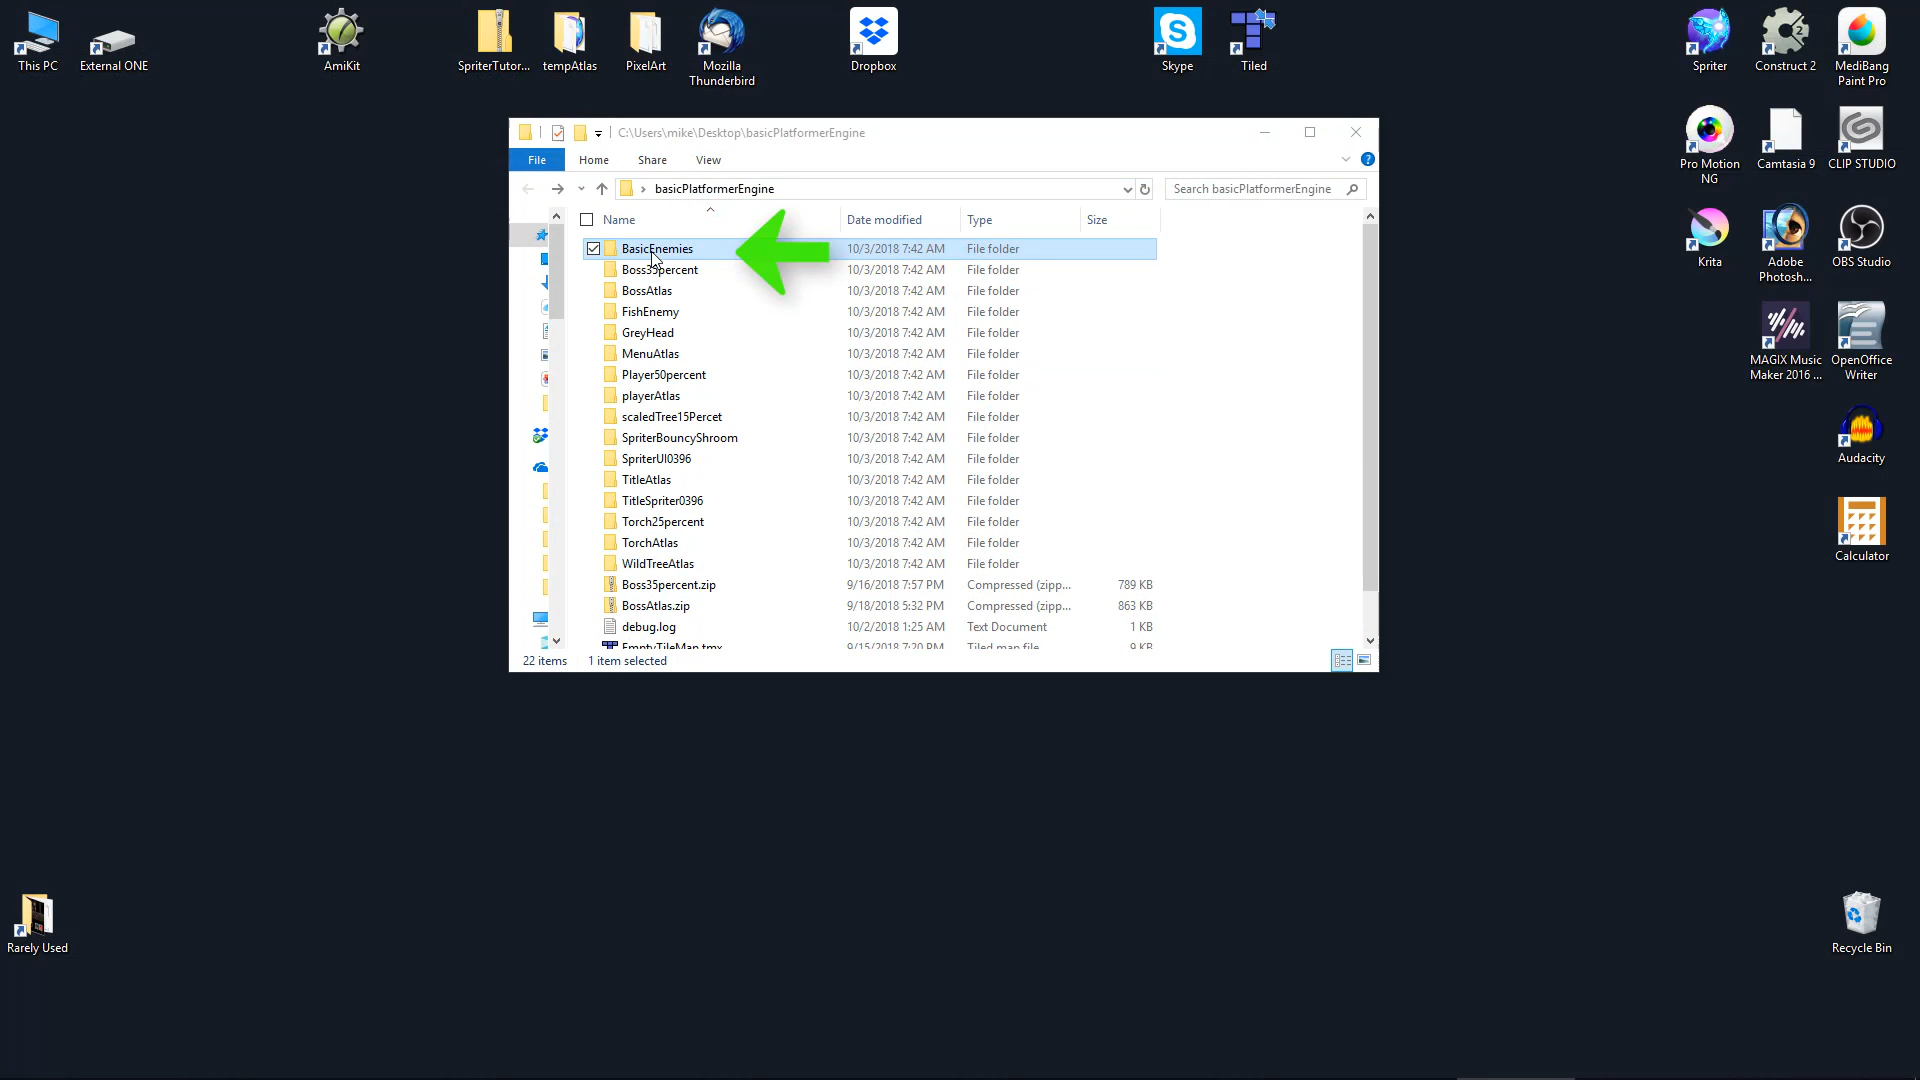 This PC
External ONE
AmiKit
SpriterTutor...
tempAtlas
PixelArt
Mozilla
Thunderbird
Dropbox
Skype
Tiled
Spriter
Construct 2
MediBang
Paint Pro
Pro Motion
NG
Camtasia 9
CLIP STUDIO
Krita
Adobe
Photosh...
OBS Studio
MAGIX Music
Maker 2016 ...
OpenOffice
Writer
Audacity
Calculator
Rarely Used
Recycle Bin
C:\Users\mike\Desktop\basicPlatformerEngine
File Home Share View
basicPlatformerEngine Search basicPlatformerEngine
Name Date modified Type Size
BasicEnemies 10/3/2018 7:42 AM File folder
Boss35percent 10/3/2018 7:42 AM File folder
BossAtlas 10/3/2018 7:42 AM File folder
FishEnemy 10/3/2018 7:42 AM File folder
GreyHead 10/3/2018 7:42 AM File folder
MenuAtlas 10/3/2018 7:42 AM File folder
Player50percent 10/3/2018 7:42 AM File folder
playerAtlas 10/3/2018 7:42 AM File folder
scaledTree15Percet 10/3/2018 7:42 AM File folder
SpriterBouncyShroom 10/3/2018 7:42 AM File folder
SpriterUI0396 10/3/2018 7:42 AM File folder
TitleAtlas 10/3/2018 7:42 AM File folder
TitleSpriter0396 10/3/2018 7:42 AM File folder
Torch25percent 10/3/2018 7:42 AM File folder
TorchAtlas 10/3/2018 7:42 AM File folder
WildTreeAtlas 10/3/2018 7:42 AM File folder
Boss35percent.zip 9/16/2018 7:57 PM Compressed (zipp... 789 KB
BossAtlas.zip 9/18/2018 5:32 PM Compressed (zipp... 863 KB
debug.log 10/2/2018 1:25 AM Text Document 1 KB
EmptyTileMap.tmx 9/15/2018 7:20 PM Tiled map file 9 KB
22 items 1 item selected